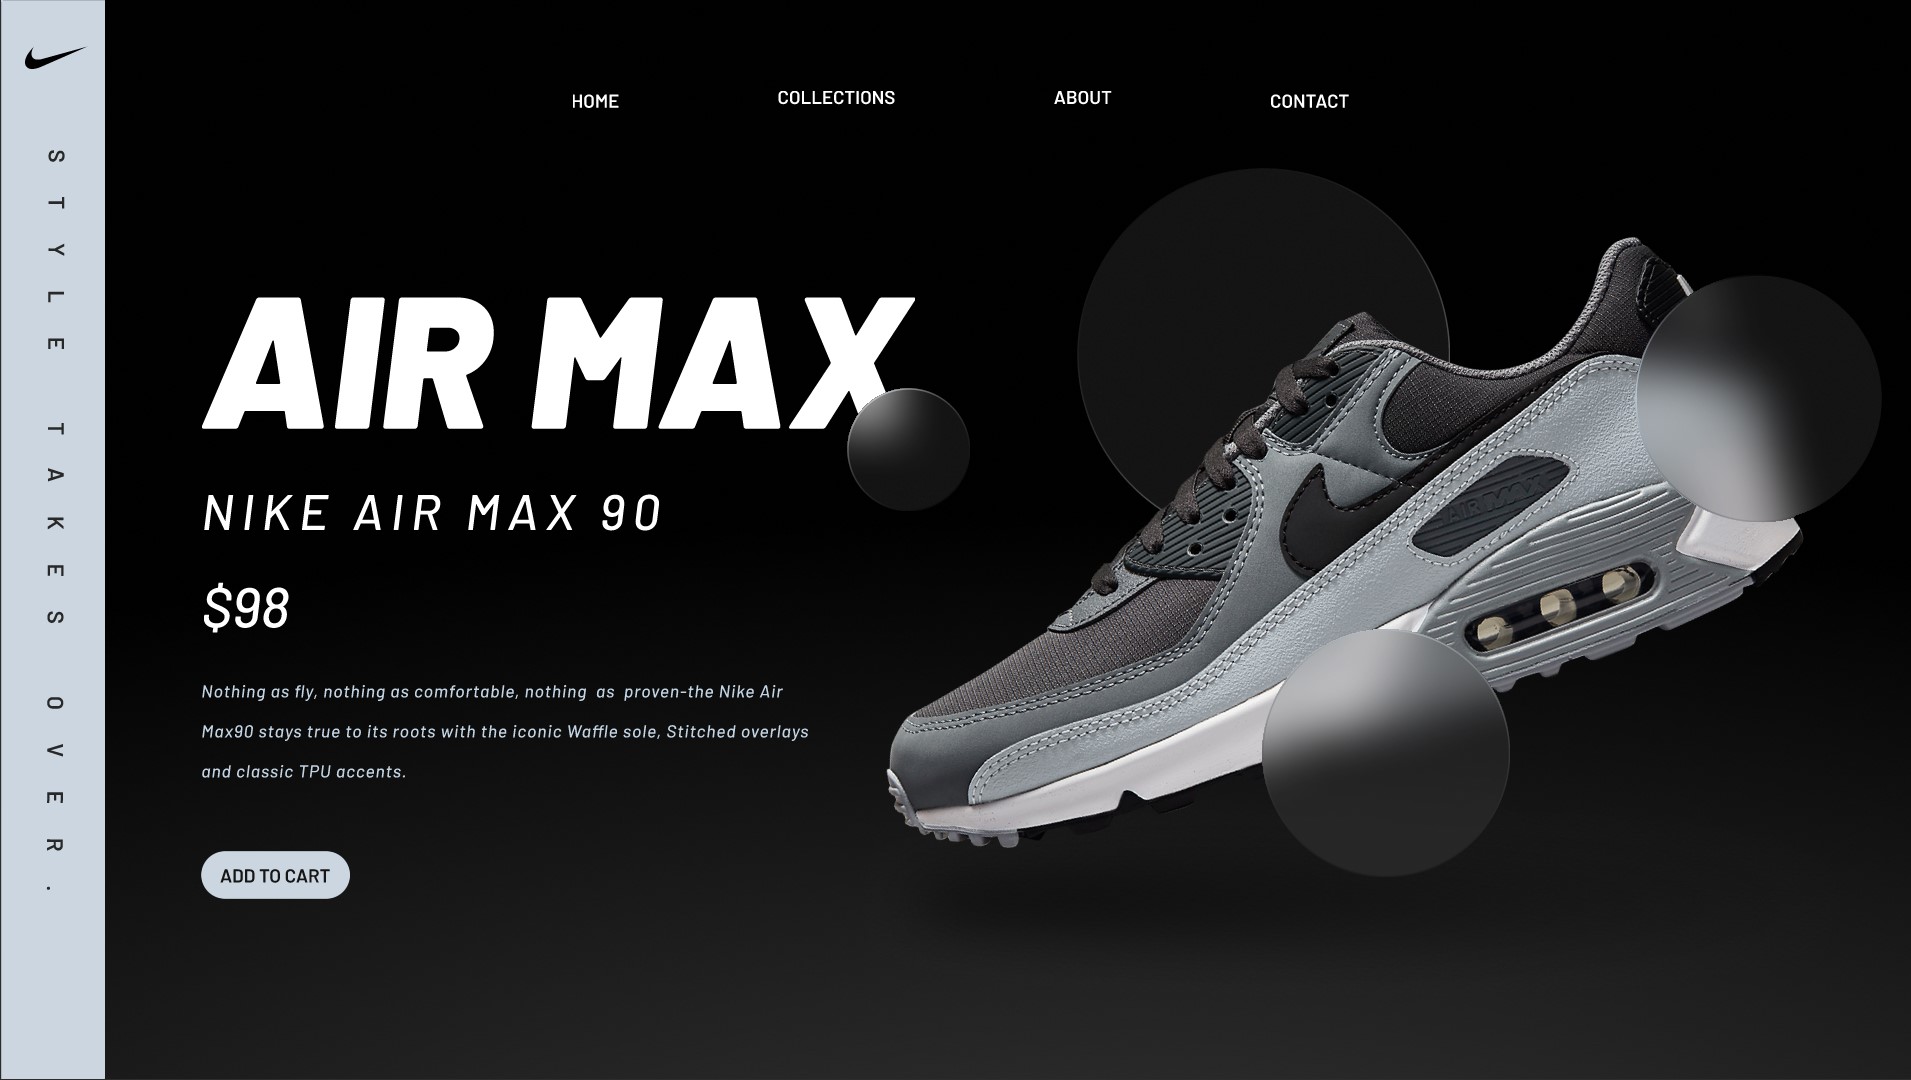 HOME
COLLECTIONS
ABOUT
CONTACT
STYLE TAKES OVER.
AIR MAX
NIKE AIR MAX 90
$98
Nothing as fly, nothing as comfortable, nothing as proven-the Nike Air
Max90 stays true to its roots with the iconic Waffle sole, Stitched overlays
and classic TPU accents.
ADD TO CART
AIR MAX